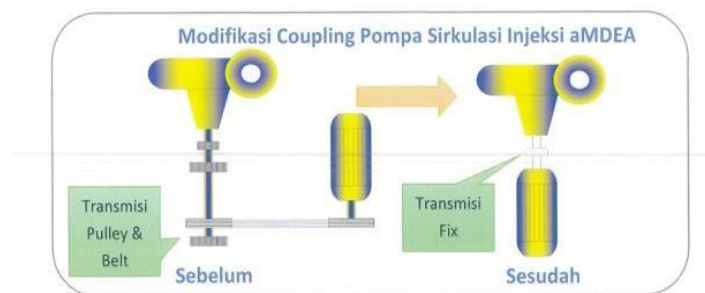 Modifikasi Coupling Pompa Sirkulasi Injeksi aMDEA
Transmisi
Pulley &
Belt
Sebelum
Transmisi
Fix
Sesudah